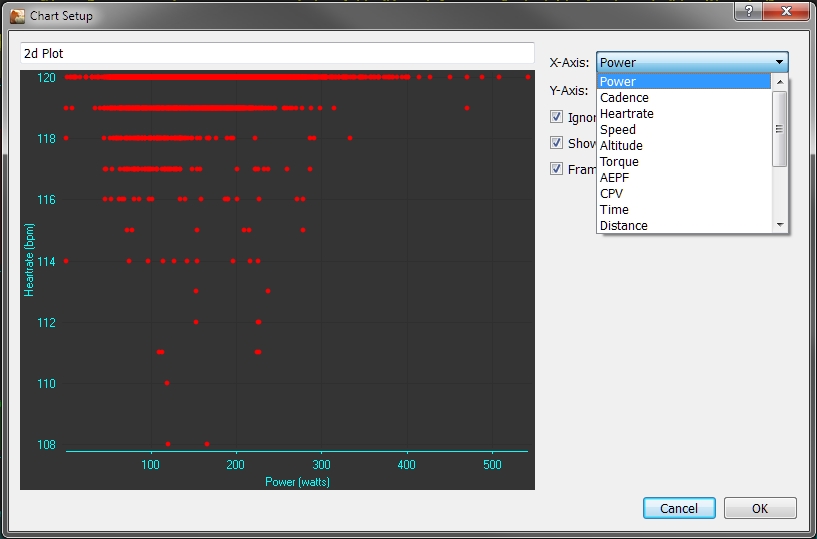 Chart Setup
?
2d Plot
X-Axis: Power
Power
Y-Axis:
Cadence
Heartrate
Speed
Altitude
Torque
AEPF
CPV
Time
Distance
Ignor
Show
Fram
120
118
116
114
112
110
108
Heartrate (bpm)
100 200 300 400 500
Power (watts)
Cancel OK